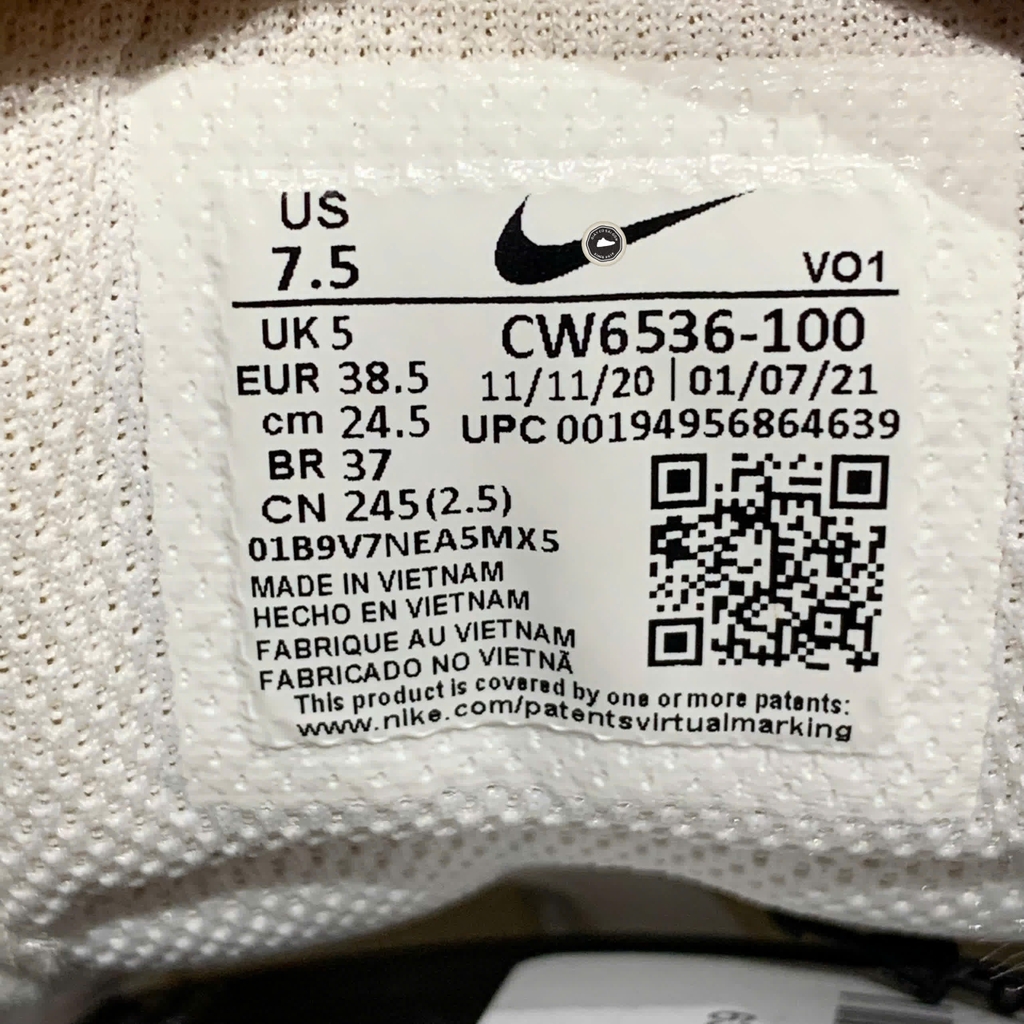 US
7.5
VO1
UK 5
CW6536-100
EUR 38.5
11/11/20 | 01/07/21
cm 24.5
UPC 00194956864639
BR 37
CN 245(2.5)
01B9V7NEA5MX5
MADE IN VIETNAM
HECHO EN VIETNAM
FABRIQUE AU VIETNAM
FABRICADO NO VIETNÃ
This product is covered by one or more patents:
www.nike.com/patentsvirtualmarking